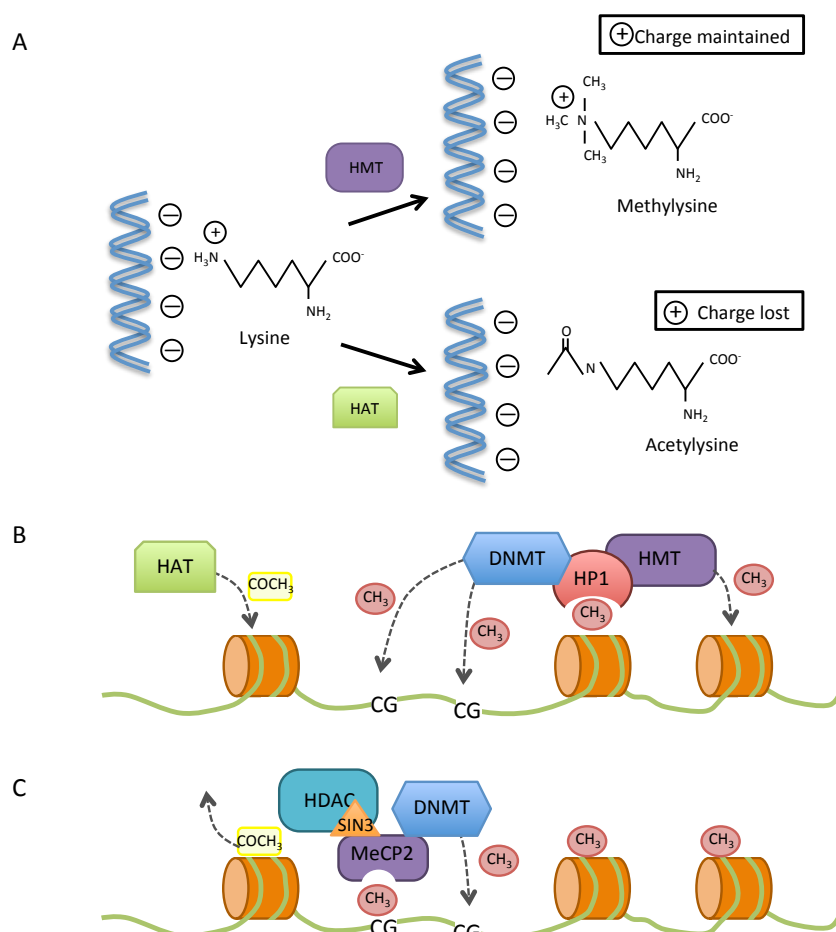 A
⊕Charge maintained
⊖
⊖
⊖
⊖
⊕
CH₃
H₃C
N
CH₃
COO⁻
NH₂
Methylysine
HMT
⊖
⊖
⊖
⊖
⊕
H₃N
COO⁻
NH₂
Lysine
HAT
⊕ Charge lost
⊖
⊖
⊖
⊖
O
N
COO⁻
NH₂
Acetylysine
B
HAT
COCH₃
CH₃
CH₃
DNMT
HP1
HMT
CH₃
CH₃
CG
CG
C
HDAC
SIN3
DNMT
MeCP2
COCH₃
CH₃
CH₃
CH₃
CH₃
CG
CG